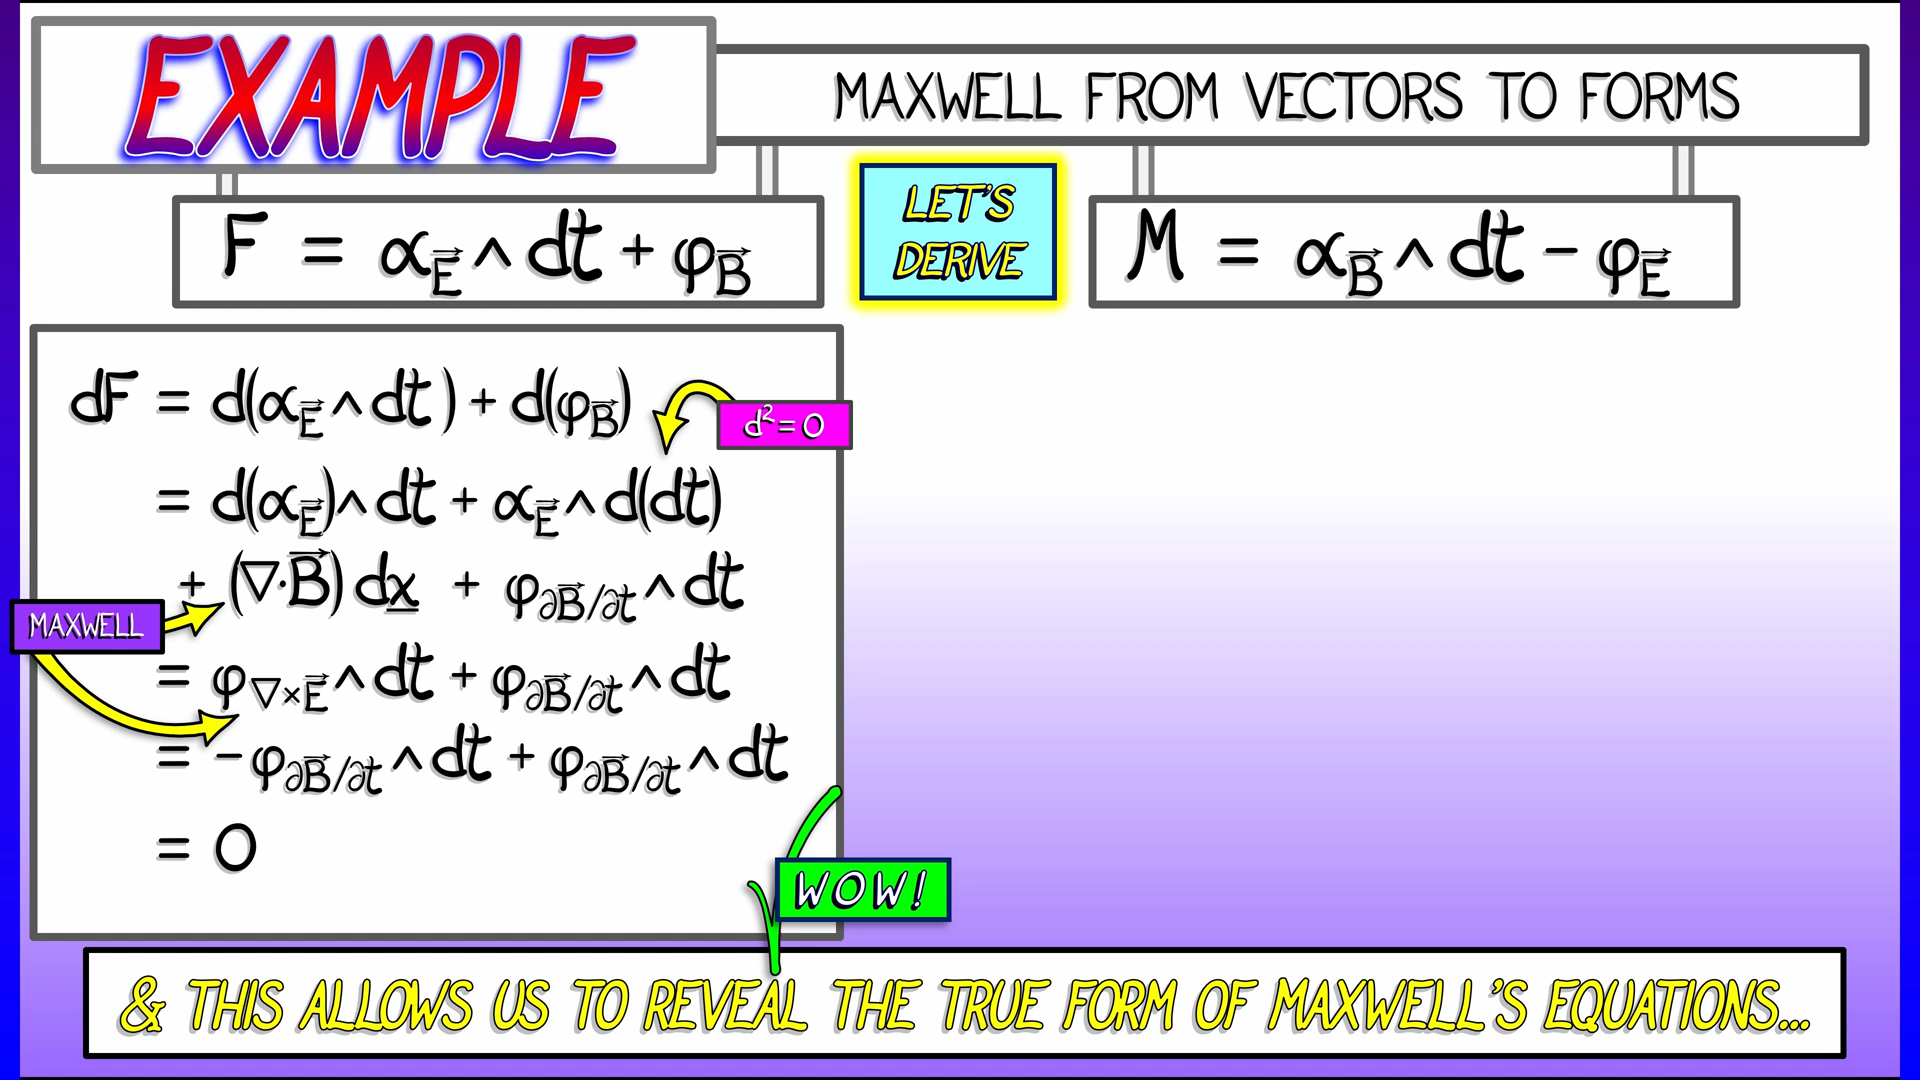 EXAMPLE
MAXWELL FROM VECTORS TO FORMS
F = α_E⃗ ∧ dt + φ_B⃗
LET'S
DERIVE
M = α_B⃗ ∧ dt − φ_E⃗
dF = d(α_E⃗ ∧ dt) + d(φ_B⃗)
d² = 0
= d(α_E⃗) ∧ dt + α_E⃗ ∧ d(dt)
+ (∇·B⃗) dx̲ + φ_∂B⃗/∂t ∧ dt
MAXWELL
= φ_∇×E⃗ ∧ dt + φ_∂B⃗/∂t ∧ dt
= −φ_∂B⃗/∂t ∧ dt + φ_∂B⃗/∂t ∧ dt
= 0
WOW!
& THIS ALLOWS US TO REVEAL THE TRUE FORM OF MAXWELL'S EQUATIONS...